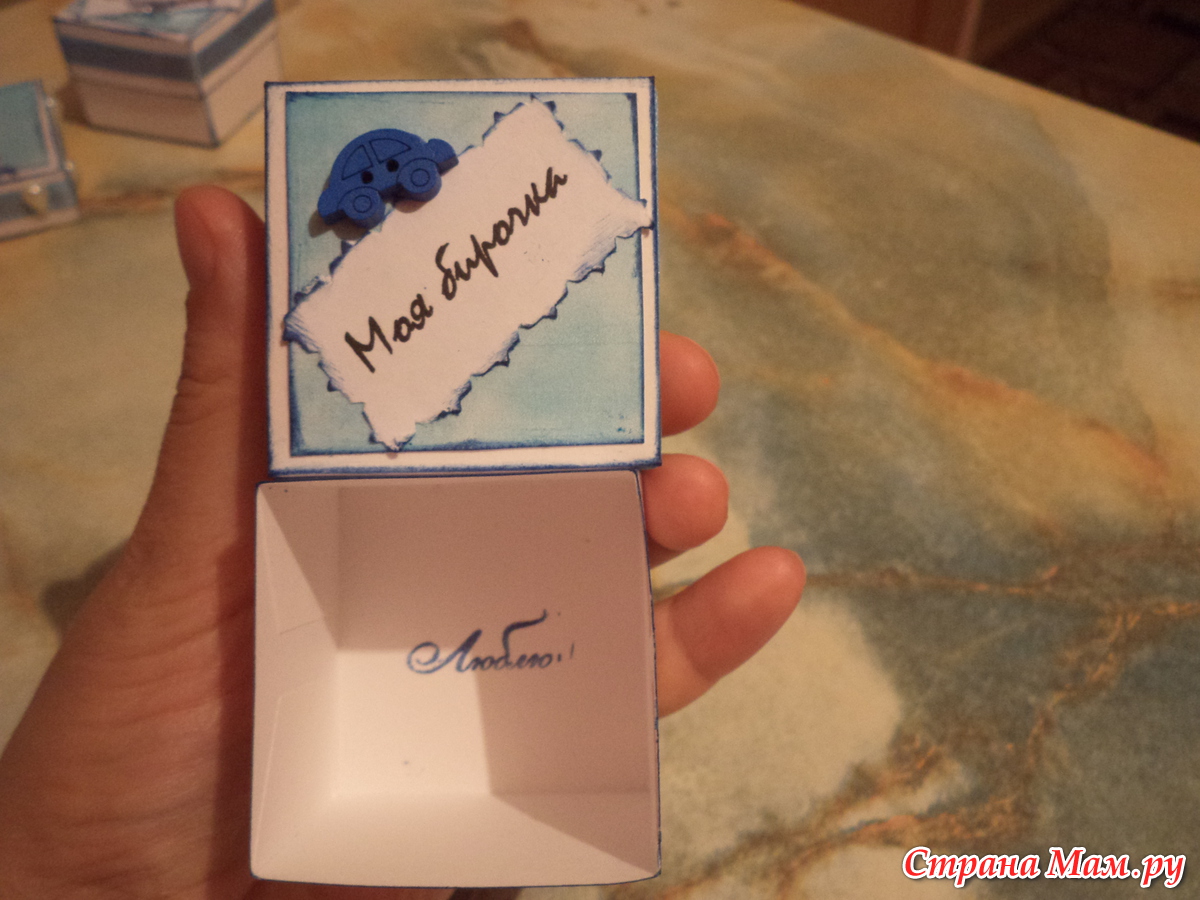 Моя бирочка
Люблю!
Страна Мам.ру